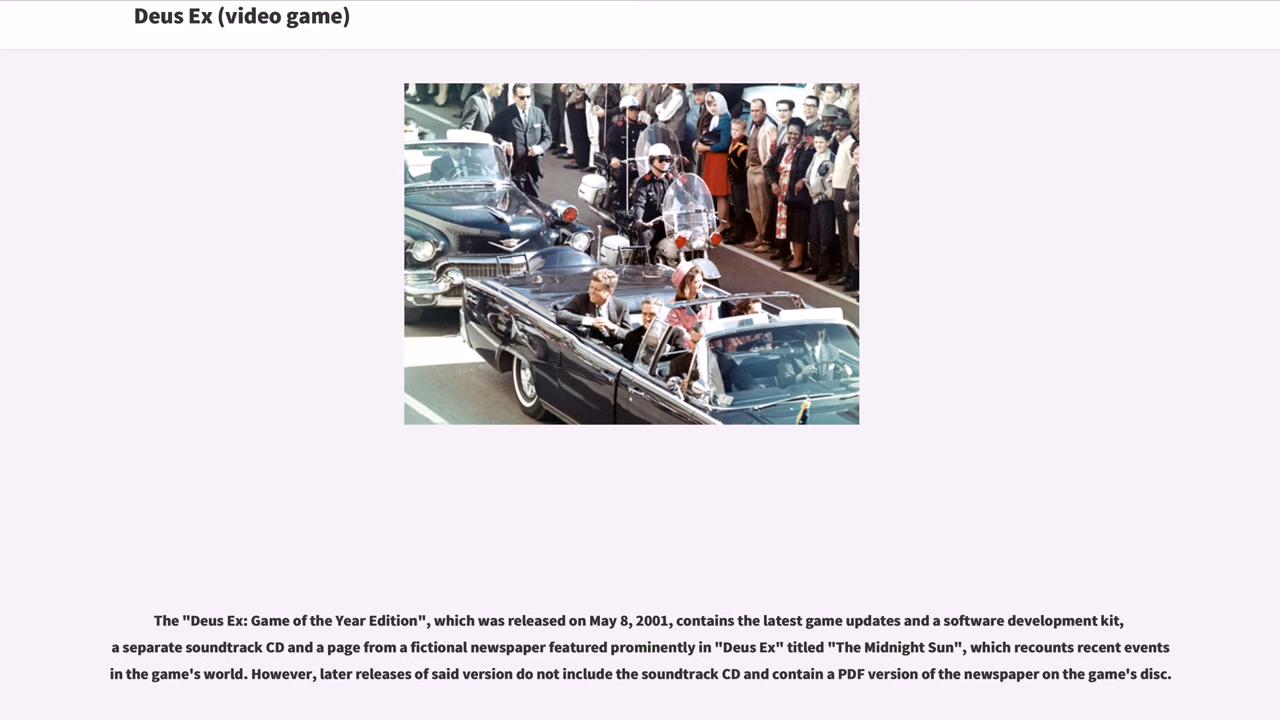 Deus Ex (video game)
The "Deus Ex: Game of the Year Edition", which was released on May 8, 2001, contains the latest game updates and a software development kit,
a separate soundtrack CD and a page from a fictional newspaper featured prominently in "Deus Ex" titled "The Midnight Sun", which recounts recent events
in the game's world. However, later releases of said version do not include the soundtrack CD and contain a PDF version of the newspaper on the game's disc.